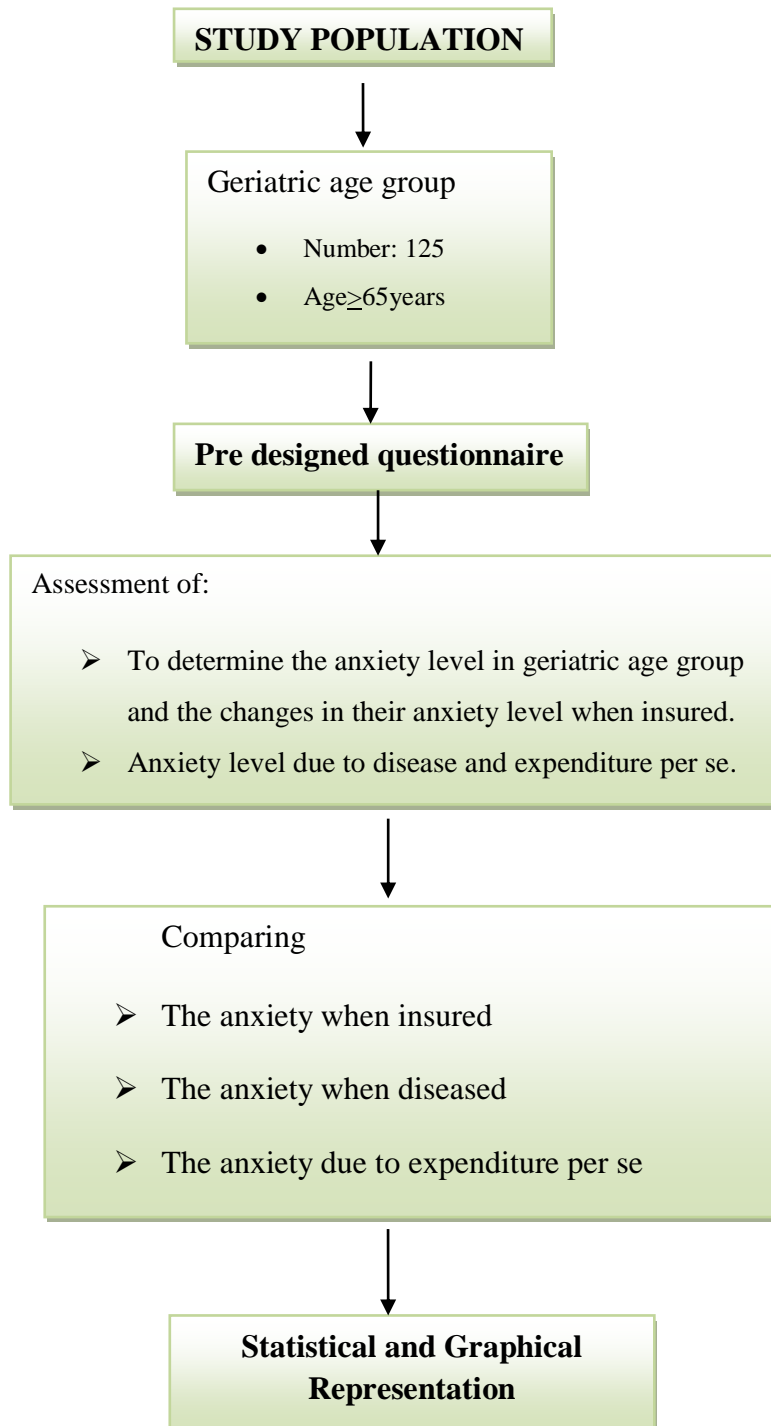 STUDY POPULATION
Geriatric age group
• Number: 125
• Age≥65years
Pre designed questionnaire
Assessment of:
➢ To determine the anxiety level in geriatric age group
and the changes in their anxiety level when insured.
➢ Anxiety level due to disease and expenditure per se.
Comparing
➢ The anxiety when insured
➢ The anxiety when diseased
➢ The anxiety due to expenditure per se
Statistical and Graphical
Representation